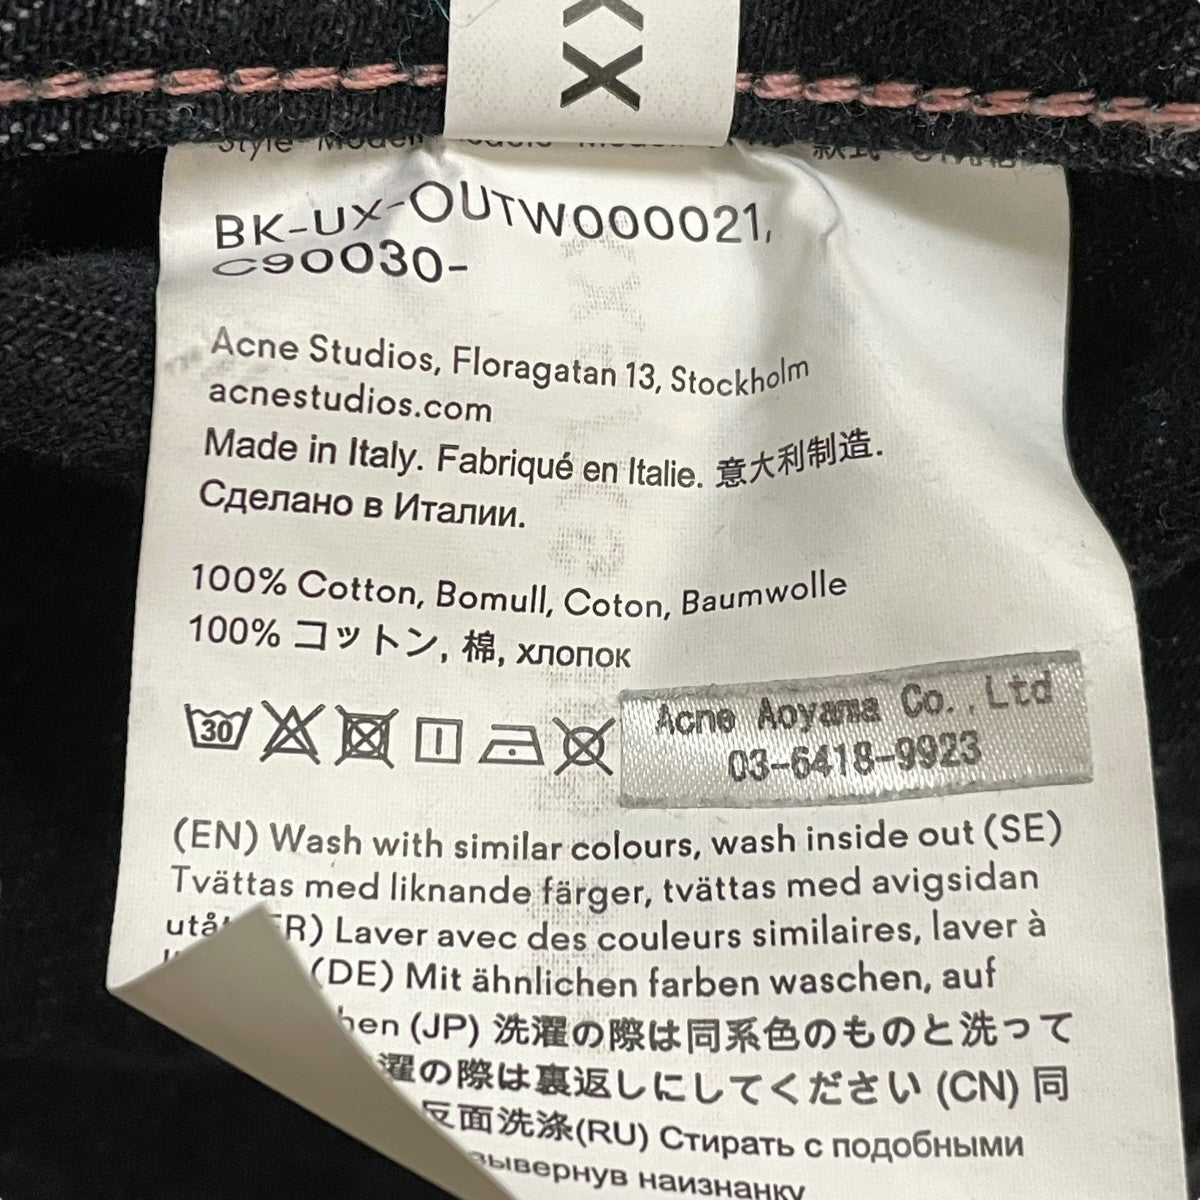 XX
Style
BK-UX-OUTW000021,
C90030-
Acne Studios, Floragatan 13, Stockholm
acnestudios.com
Made in Italy. Fabriqué en Italie. 意大利制造.
Сделано в Италии.
100% Cotton, Bomull, Coton, Baumwolle
100% コットン, 棉, хлопок
30
Acne Aoyama Co., Ltd
03-6418-9923
(EN) Wash with similar colours, wash inside out (SE)
Tvättas med liknande färger, tvättas med avigsidan
Laver avec des couleurs similaires, laver à
(DE) Mit ähnlichen farben waschen, auf
(JP) 洗濯の際は同系色のものと洗って
濯の際は裏返しにしてください (CN) 同
反面洗涤(RU) Стирать с подобными
вывернув наизнанку